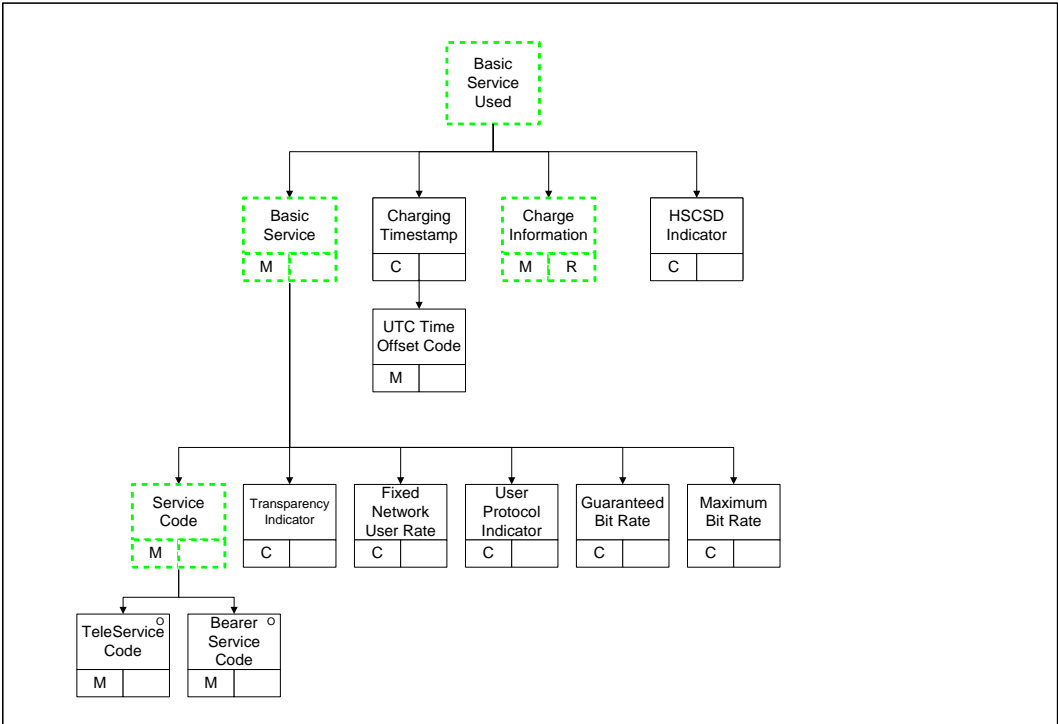 Basic
Service
Used
Basic
Service
M
Charging
Timestamp
C
Charge
Information
M R
HSCSD
Indicator
C
UTC Time
Offset Code
M
Service
Code
M
Transparency
Indicator
C
Fixed
Network
User Rate
C
User
Protocol
Indicator
C
Guaranteed
Bit Rate
C
Maximum
Bit Rate
C
TeleService O
Code
M
Bearer O
Service
Code
M